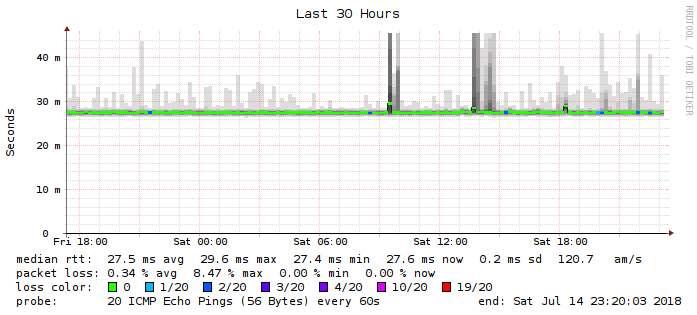 Last 30 Hours
RRDTOOL / TOBI OETIKER
Seconds
40 m
30 m
20 m
10 m
0
Fri 18:00 Sat 00:00 Sat 06:00 Sat 12:00 Sat 18:00
median rtt: 27.5 ms avg 29.6 ms max 27.4 ms min 27.6 ms now 0.2 ms sd 120.7 am/s
packet loss: 0.34 % avg 8.47 % max 0.00 % min 0.00 % now
loss color: 0 1/20 2/20 3/20 4/20 10/20 19/20
probe: 20 ICMP Echo Pings (56 Bytes) every 60s end: Sat Jul 14 23:20:03 2018